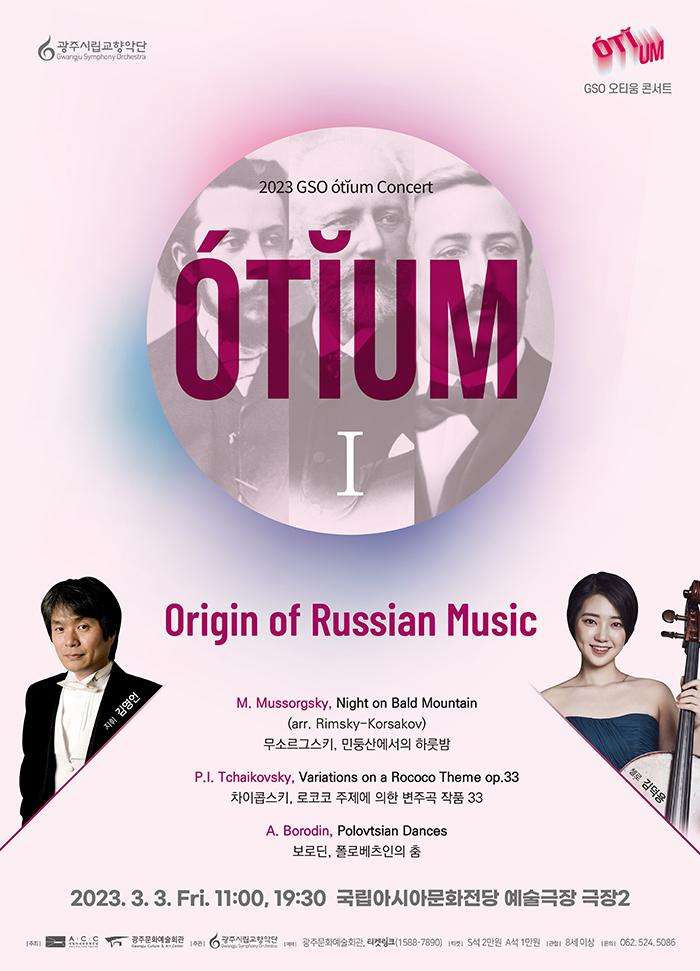 광주시립교향악단
Gwangju Symphony Orchestra
ÓTĬUM
GSO 오티움 콘서트
2023 GSO ótĭum Concert
ÓTĬUM
I
Origin of Russian Music
지휘 김영언
첼로 김덕용
M. Mussorgsky, Night on Bald Mountain
(arr. Rimsky-Korsakov)
무소르그스키, 민둥산에서의 하룻밤
P.I. Tchaikovsky, Variations on a Rococo Theme op.33
차이콥스키, 로코코 주제에 의한 변주곡 작품 33
A. Borodin, Polovtsian Dances
보로딘, 폴로베츠인의 춤
2023. 3. 3. Fri. 11:00, 19:30 국립아시아문화전당 예술극장 극장2
|주최| A·C·C 광주문화예술회관 Gwangju Culture & Art Center |주관| 광주시립교향악단 Gwangju Symphony Orchestra |예매| 광주문화예술회관, 티켓링크(1588-7890) |티켓| S석 2만원 A석 1만원 |관람| 8세 이상 |문의| 062. 524. 5086